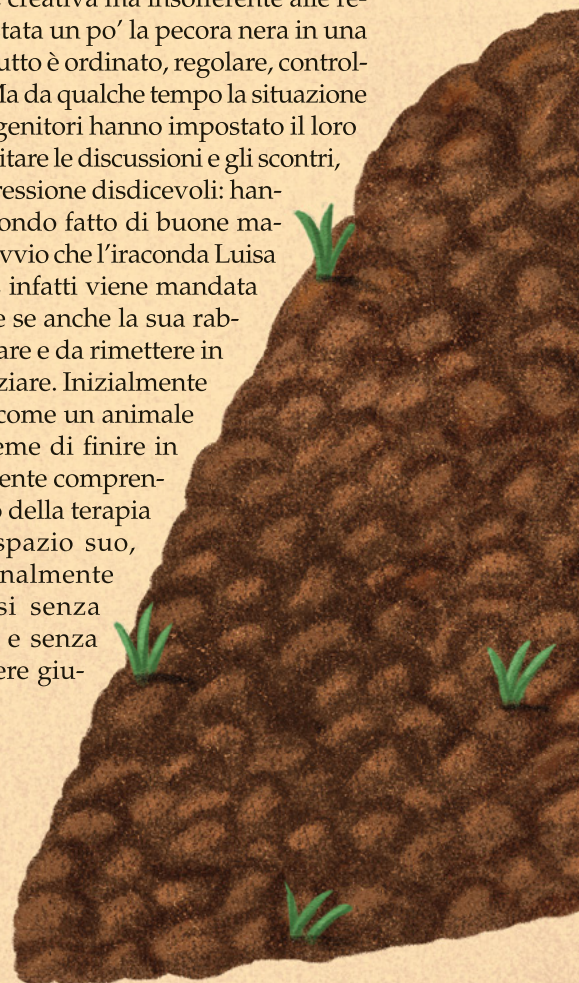 creativa ma insofferente alle re-
tata un po’ la pecora nera in una
utto è ordinato, regolare, control-
Ma da qualche tempo la situazione
genitori hanno impostato il loro
itare le discussioni e gli scontri,
ressione disdicevoli: han-
ondo fatto di buone ma-
vvio che l’iraconda Luisa
infatti viene mandata
e se anche la sua rab-
are e da rimettere in
ziare. Inizialmente
come un animale
eme di finire in
ente compren-
o della terapia
spazio suo,
nalmente
si senza
e senza
ere giu-